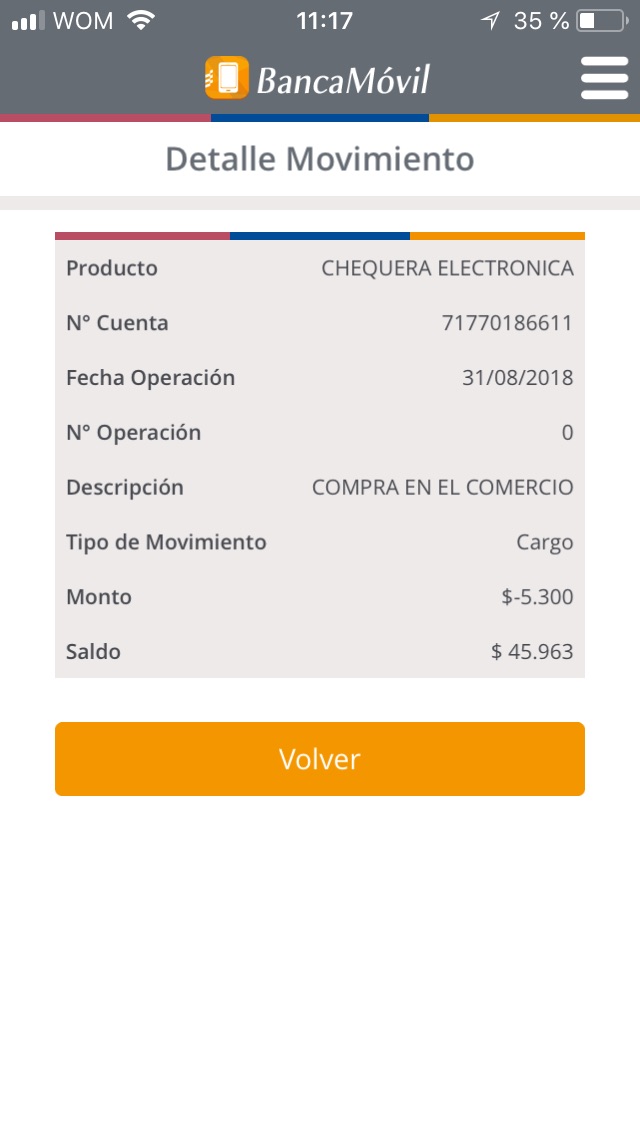 WOM 11:17 35 %
BancaMóvil
Detalle Movimiento
Producto CHEQUERA ELECTRONICA
N° Cuenta 71770186611
Fecha Operación 31/08/2018
N° Operación 0
Descripción COMPRA EN EL COMERCIO
Tipo de Movimiento Cargo
Monto $-5.300
Saldo $ 45.963
Volver